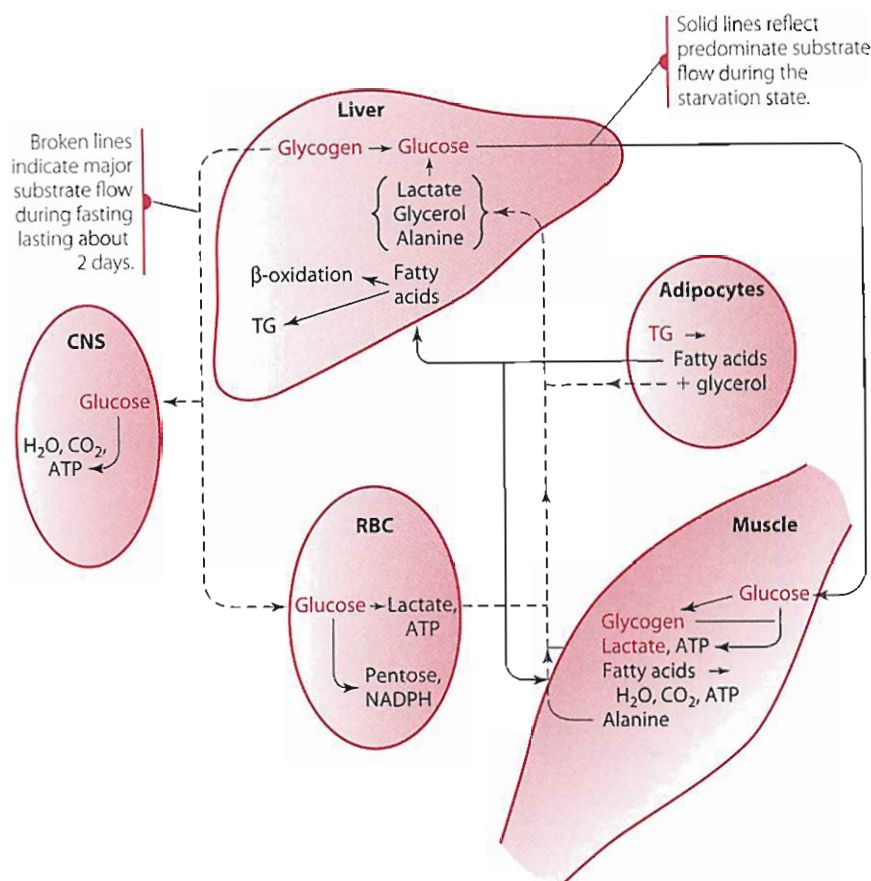 Solid lines reflect
predominate substrate
flow during the
starvation state.
Broken lines
indicate major
substrate flow
during fasting
lasting about
2 days.
Liver
Glycogen → Glucose
Lactate
Glycerol
Alanine
β-oxidation
Fatty
acids
TG
Adipocytes
TG →
Fatty acids
+ glycerol
CNS
Glucose
H₂O, CO₂,
ATP
RBC
Glucose → Lactate,
ATP
Pentose,
NADPH
Muscle
Glucose
Glycogen
Lactate, ATP
Fatty acids →
H₂O, CO₂, ATP
Alanine